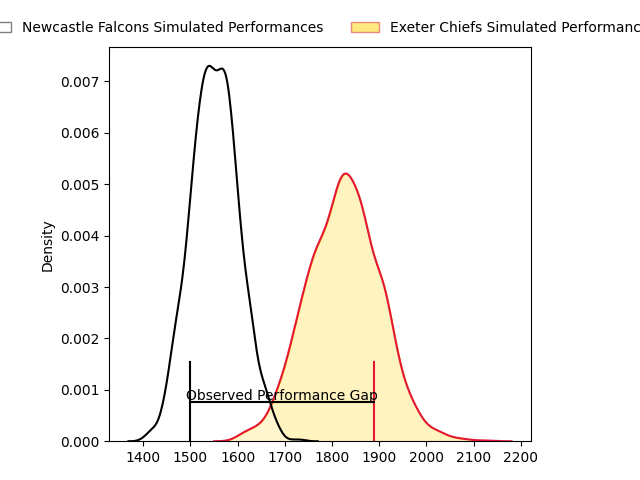 Newcastle Falcons Simulated Performances Exeter Chiefs Simulated Performanc
0.007
0.006
0.005
0.004
0.003
0.002
0.001
0.000
Density
Observed Performance Gap
1400 1500 1600 1700 1800 1900 2000 2100 2200